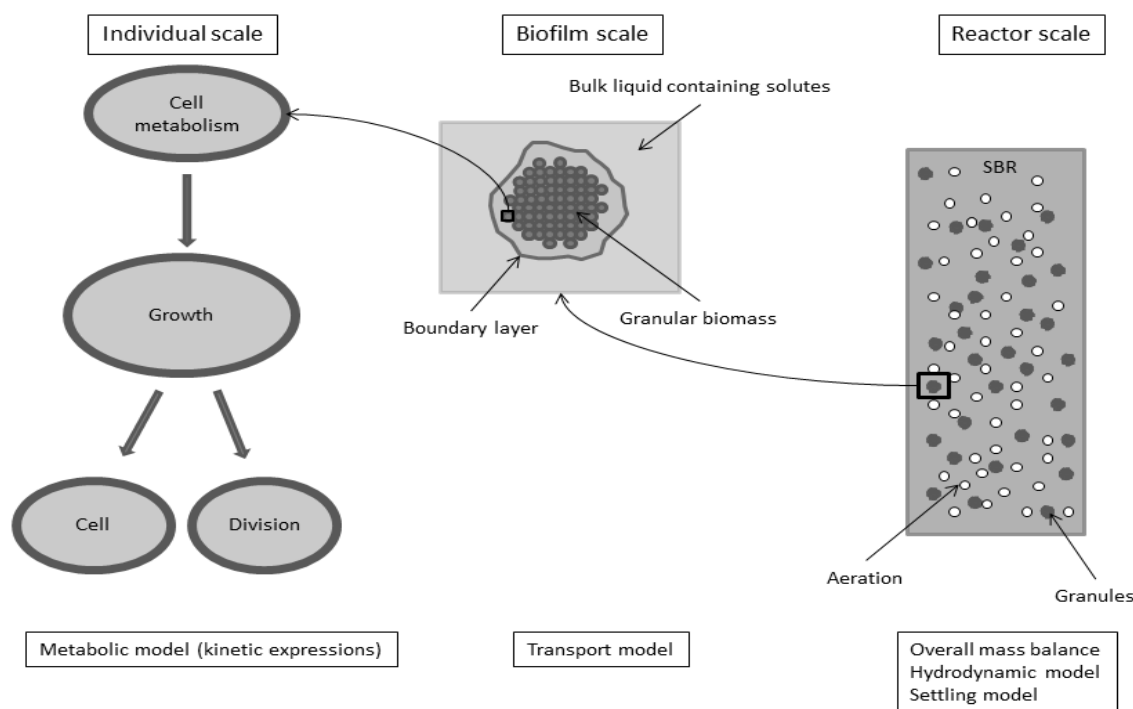 Individual scale
Biofilm scale
Reactor scale
Cell
metabolism
Growth
Cell
Division
Bulk liquid containing solutes
Boundary layer
Granular biomass
SBR
Aeration
Granules
Metabolic model (kinetic expressions)
Transport model
Overall mass balance
Hydrodynamic model
Settling model